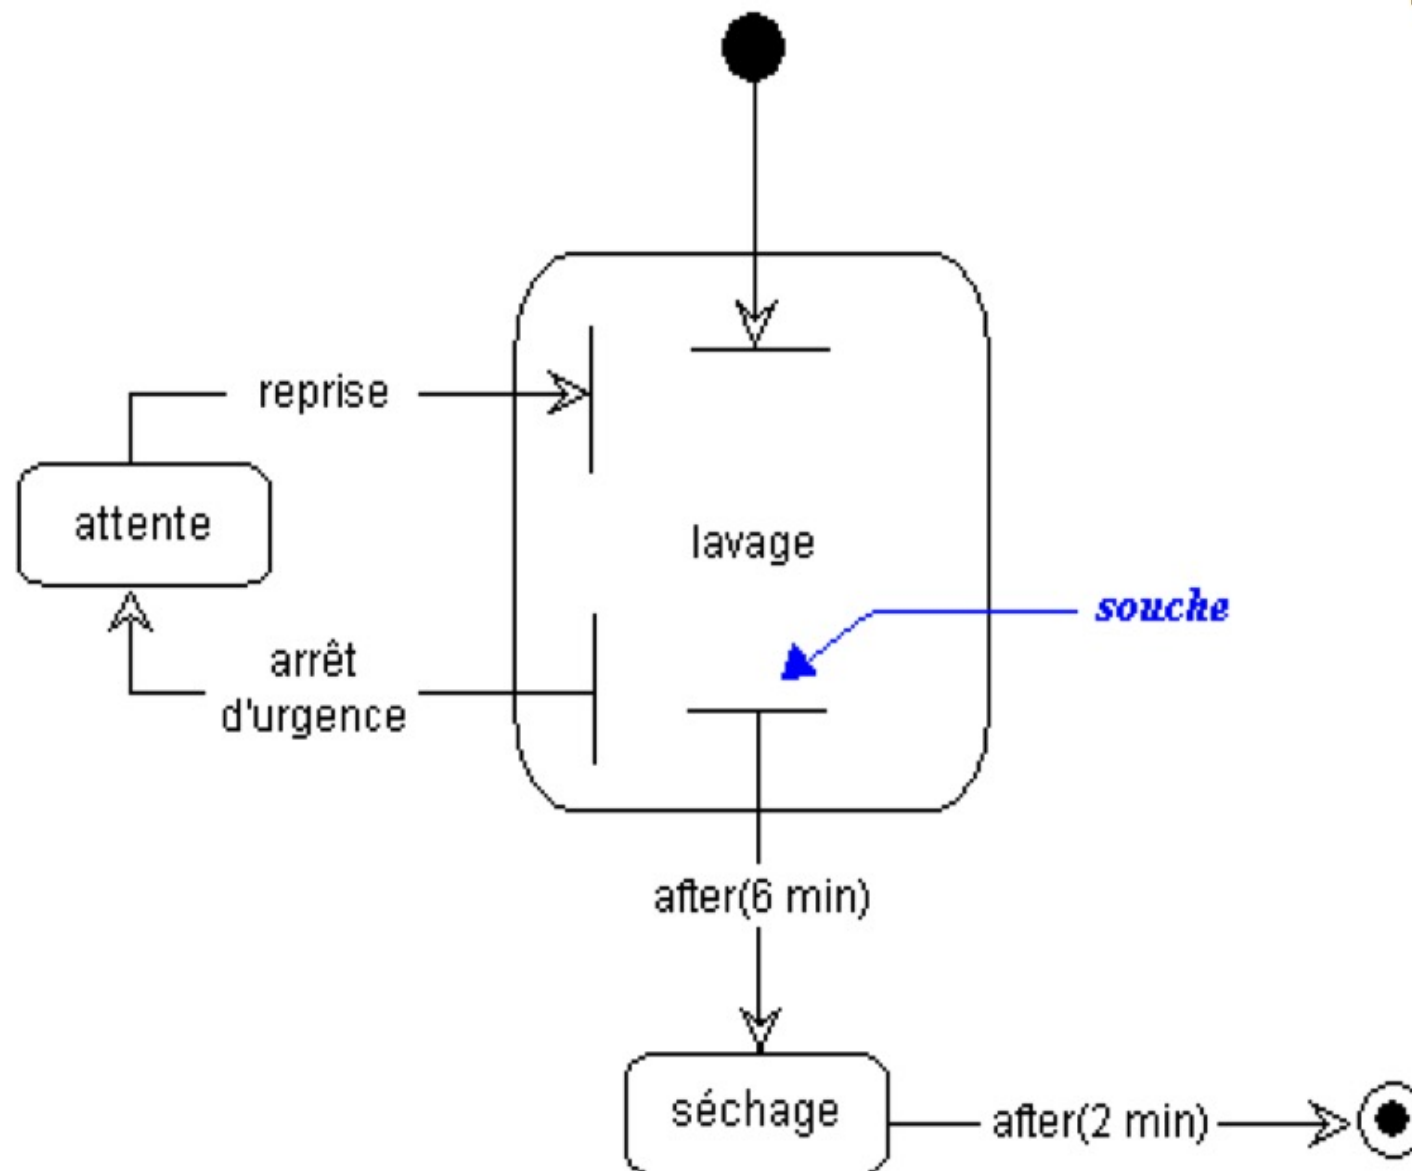 reprise
attente
lavage
souche
arrêt
d'urgence
after(6 min)
séchage
after(2 min)